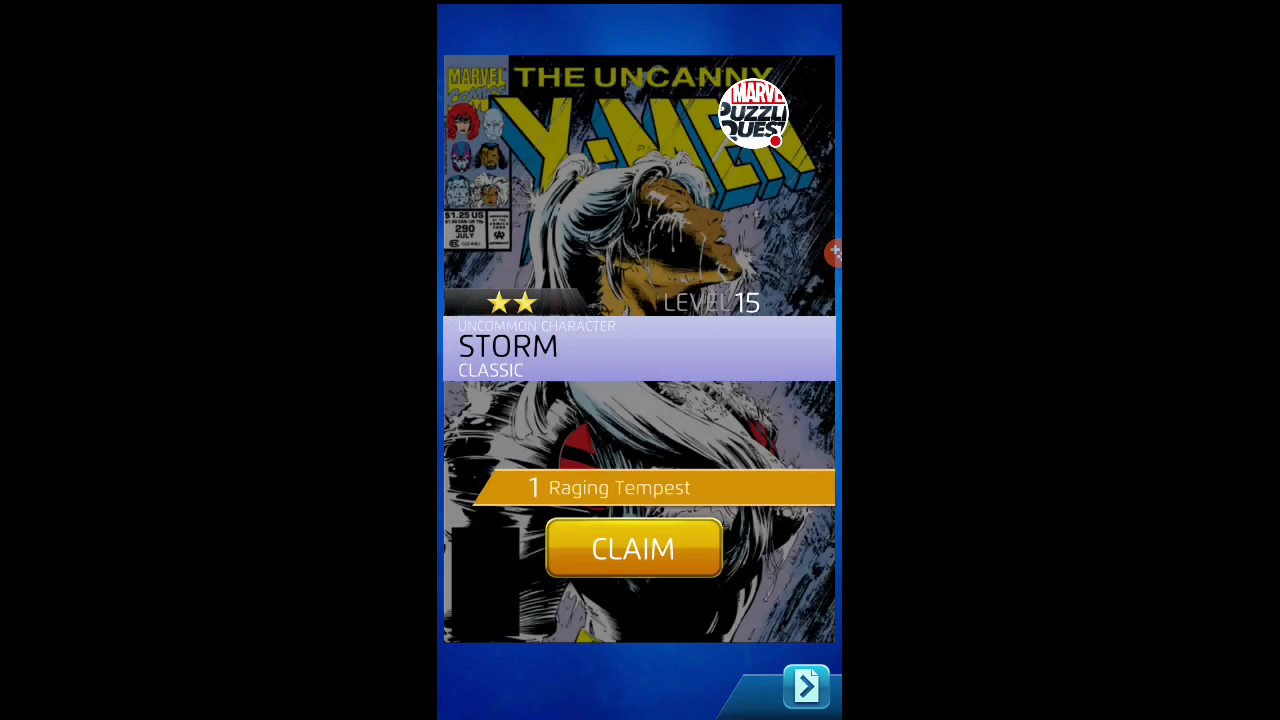 MARVEL
COMICS
THE UNCANNY
X-MEN
MARVEL
PUZZLE
QUEST
$1.25 US
290
JULY
LEVEL 15
UNCOMMON CHARACTER
STORM
CLASSIC
1 Raging Tempest
CLAIM